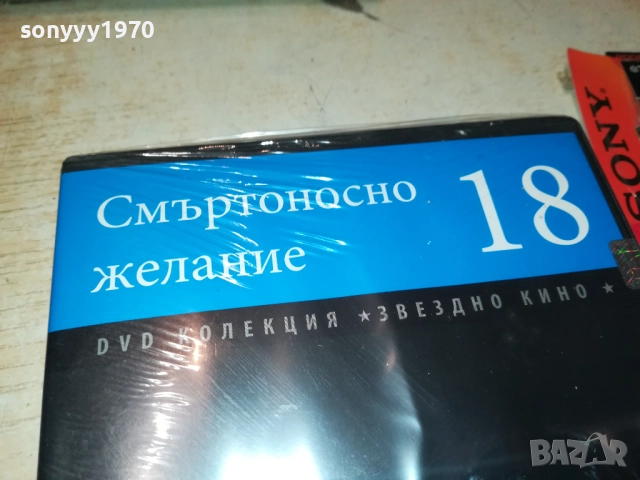 sonyyy1970
SONY
Смъртоносно
желание
18
DVD КОЛЕКЦИЯ ★ ЗВЕЗДНО КИНО ★
BAZAR